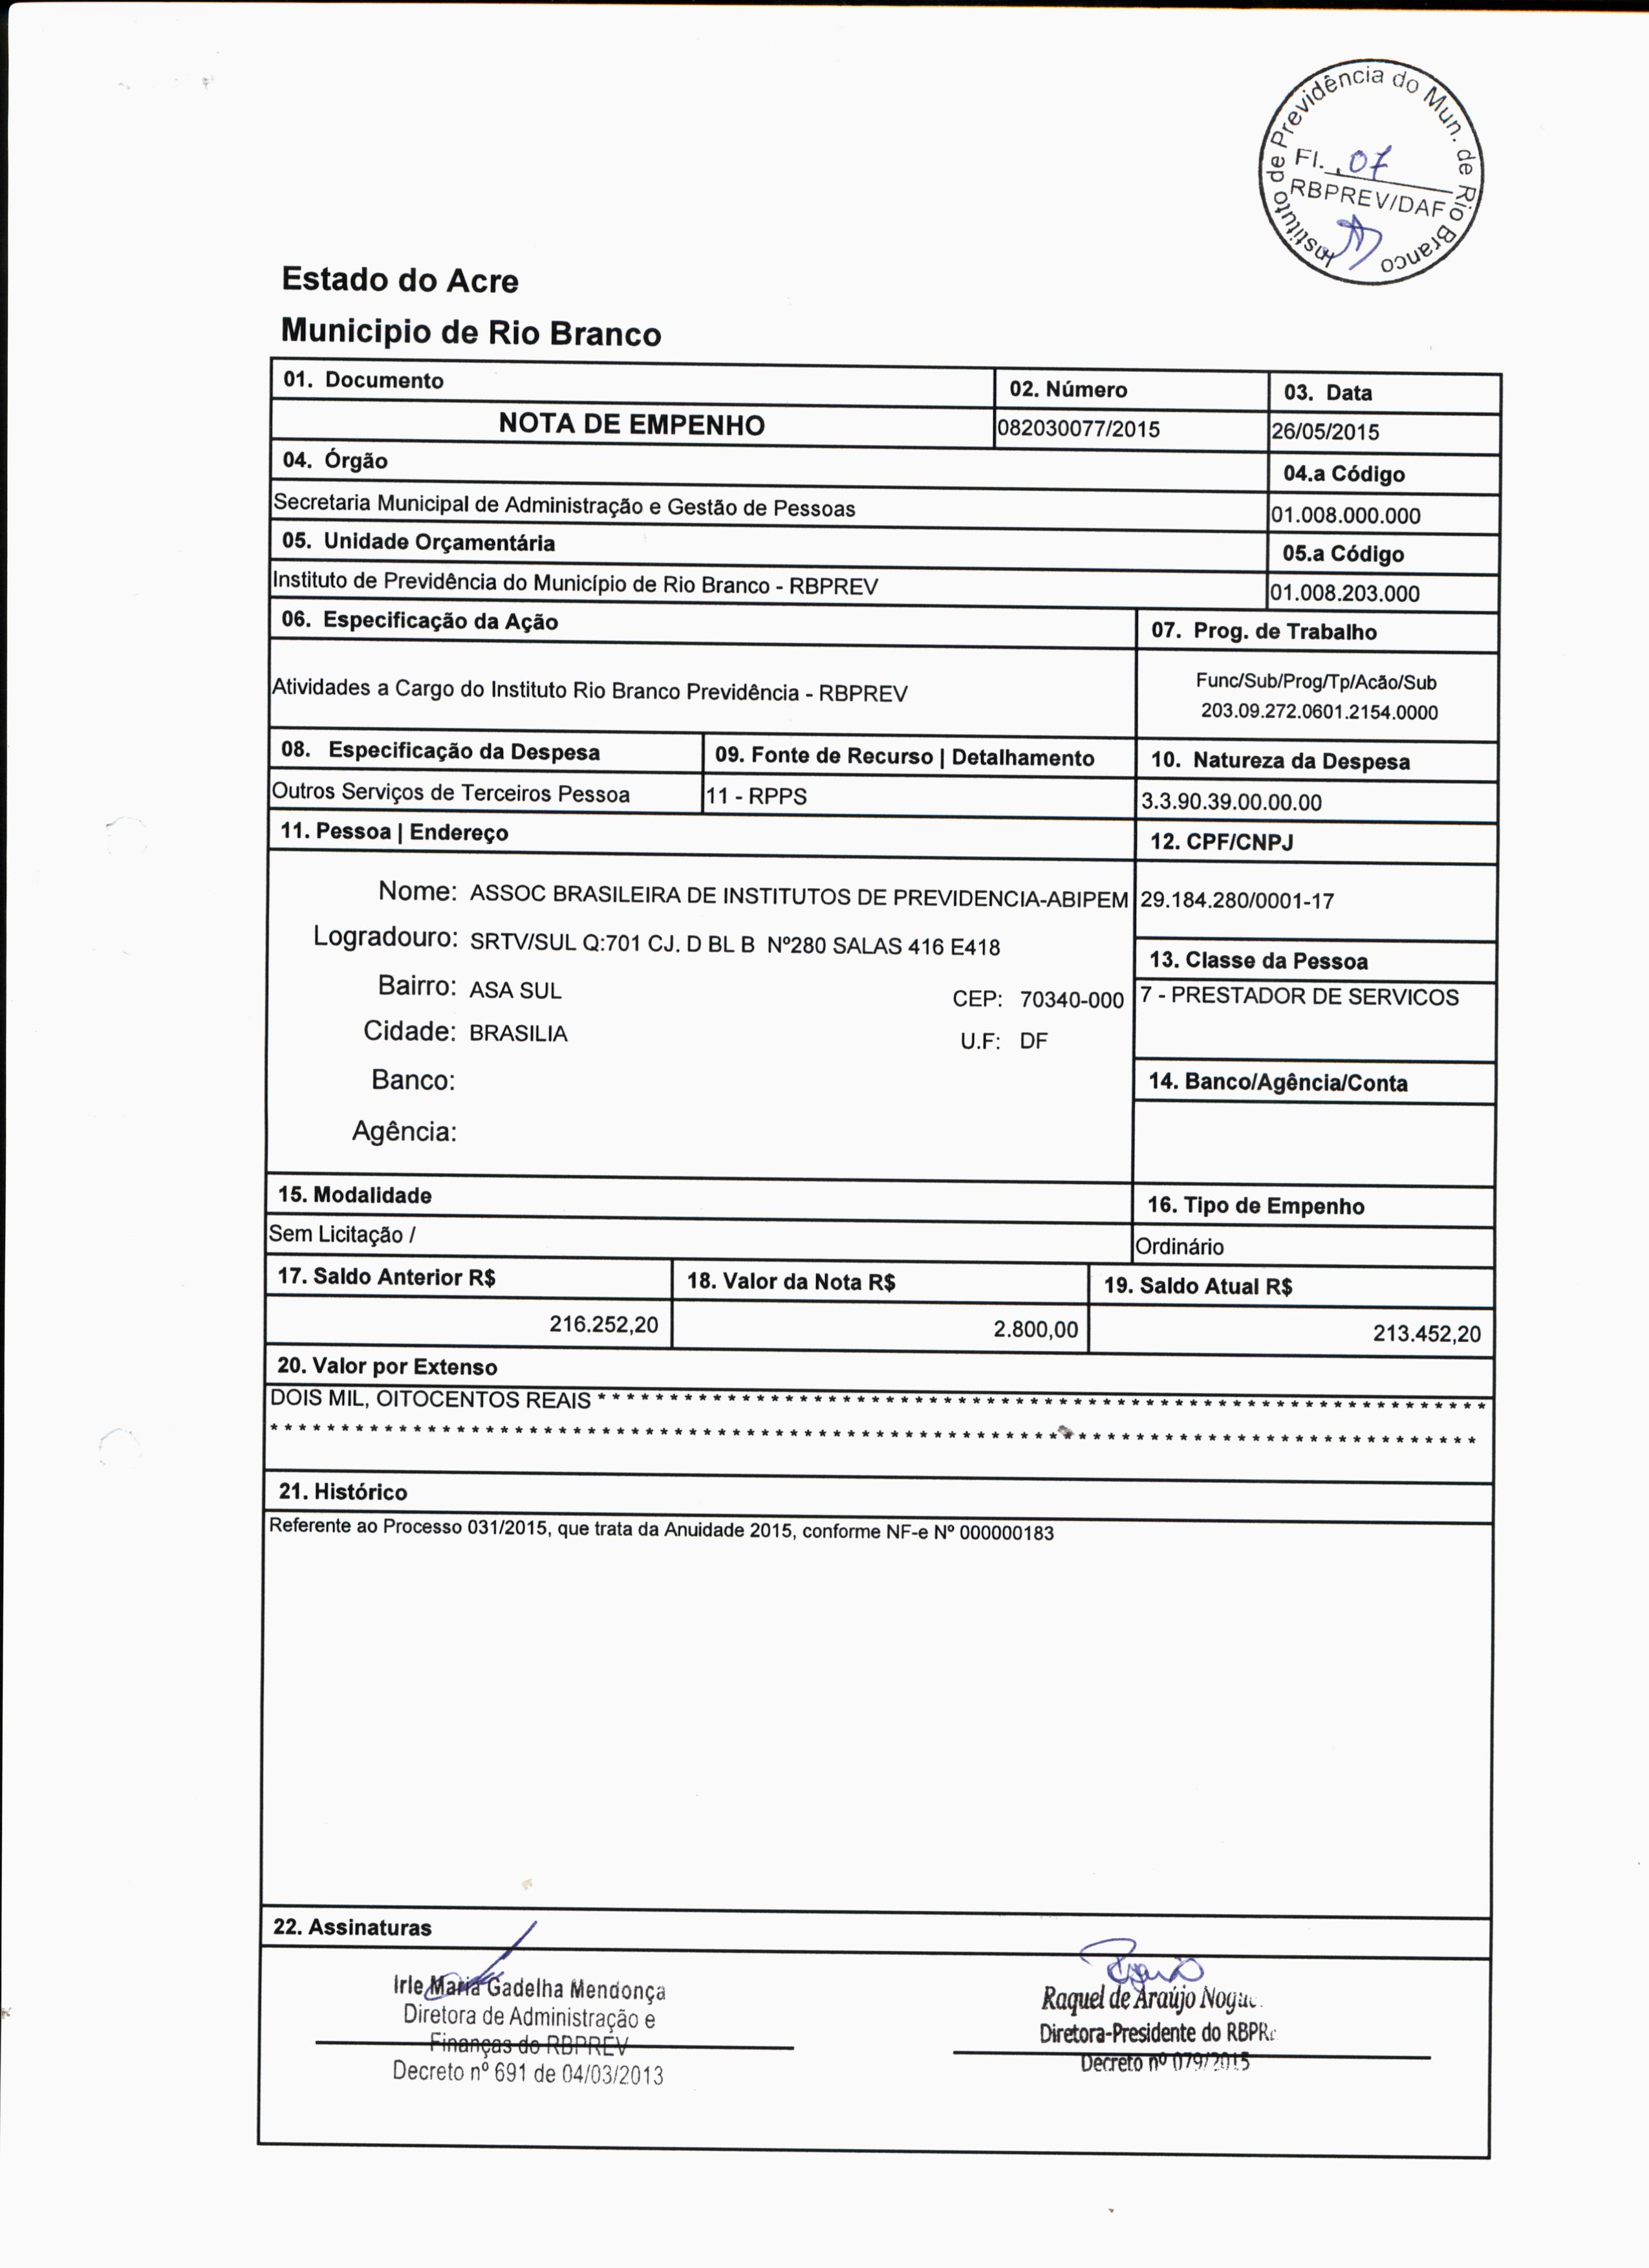 Instituto de Previdência do Mun. de Rio Branco
Fl. 07
RBPREV/DAF
Estado do Acre
Municipio de Rio Branco
01. Documento
02. Número
03. Data
NOTA DE EMPENHO
082030077/2015
26/05/2015
04. Órgão
04.a Código
Secretaria Municipal de Administração e Gestão de Pessoas
01.008.000.000
05. Unidade Orçamentária
05.a Código
Instituto de Previdência do Município de Rio Branco - RBPREV
01.008.203.000
06. Especificação da Ação
07. Prog. de Trabalho
Atividades a Cargo do Instituto Rio Branco Previdência - RBPREV
Func/Sub/Prog/Tp/Acão/Sub
203.09.272.0601.2154.0000
08. Especificação da Despesa
09. Fonte de Recurso | Detalhamento
10. Natureza da Despesa
Outros Serviços de Terceiros Pessoa
11 - RPPS
3.3.90.39.00.00.00
11. Pessoa | Endereço
12. CPF/CNPJ
Nome: ASSOC BRASILEIRA DE INSTITUTOS DE PREVIDENCIA-ABIPEM
29.184.280/0001-17
Logradouro: SRTV/SUL Q:701 CJ. D BL B Nº280 SALAS 416 E418
13. Classe da Pessoa
Bairro: ASA SUL
CEP: 70340-000
7 - PRESTADOR DE SERVICOS
Cidade: BRASILIA
U.F: DF
Banco:
14. Banco/Agência/Conta
Agência:
15. Modalidade
16. Tipo de Empenho
Sem Licitação /
Ordinário
17. Saldo Anterior R$
18. Valor da Nota R$
19. Saldo Atual R$
216.252,20
2.800,00
213.452,20
20. Valor por Extenso
DOIS MIL, OITOCENTOS REAIS * * * * * * * * * * * * * * * * * * * * * * * * * * * * * * * * * * * * * * * * * * * * * * * * * * * * * * * * * * * * * *
* * * * * * * * * * * * * * * * * * * * * * * * * * * * * * * * * * * * * * * * * * * * * * * * * * * * * * * * * * * * * * * * * * * * * * * * * * * * * * * * * * * *
21. Histórico
Referente ao Processo 031/2015, que trata da Anuidade 2015, conforme NF-e Nº 000000183
22. Assinaturas
Irle Maria Gadelha Mendonça
Diretora de Administração e
Finanças do RBPREV
Decreto nº 691 de 04/03/2013
Raquel de Araújo
Diretora-Presidente do
Decreto nº 079/2015